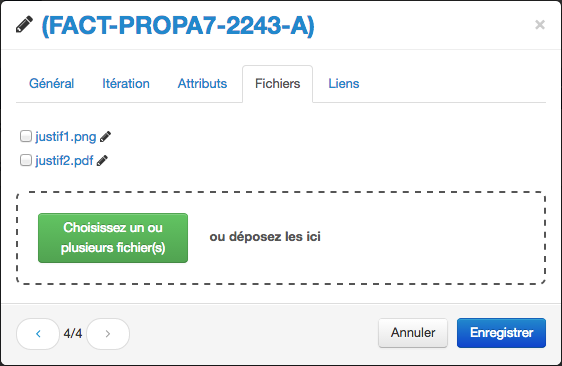 (FACT-PROPA7-2243-A)
×
Général Itération Attributs Fichiers Liens
justif1.png
justif2.pdf
Choisissez un ou
plusieurs fichier(s)
ou déposez les ici
‹ 4/4 ›
Annuler Enregistrer